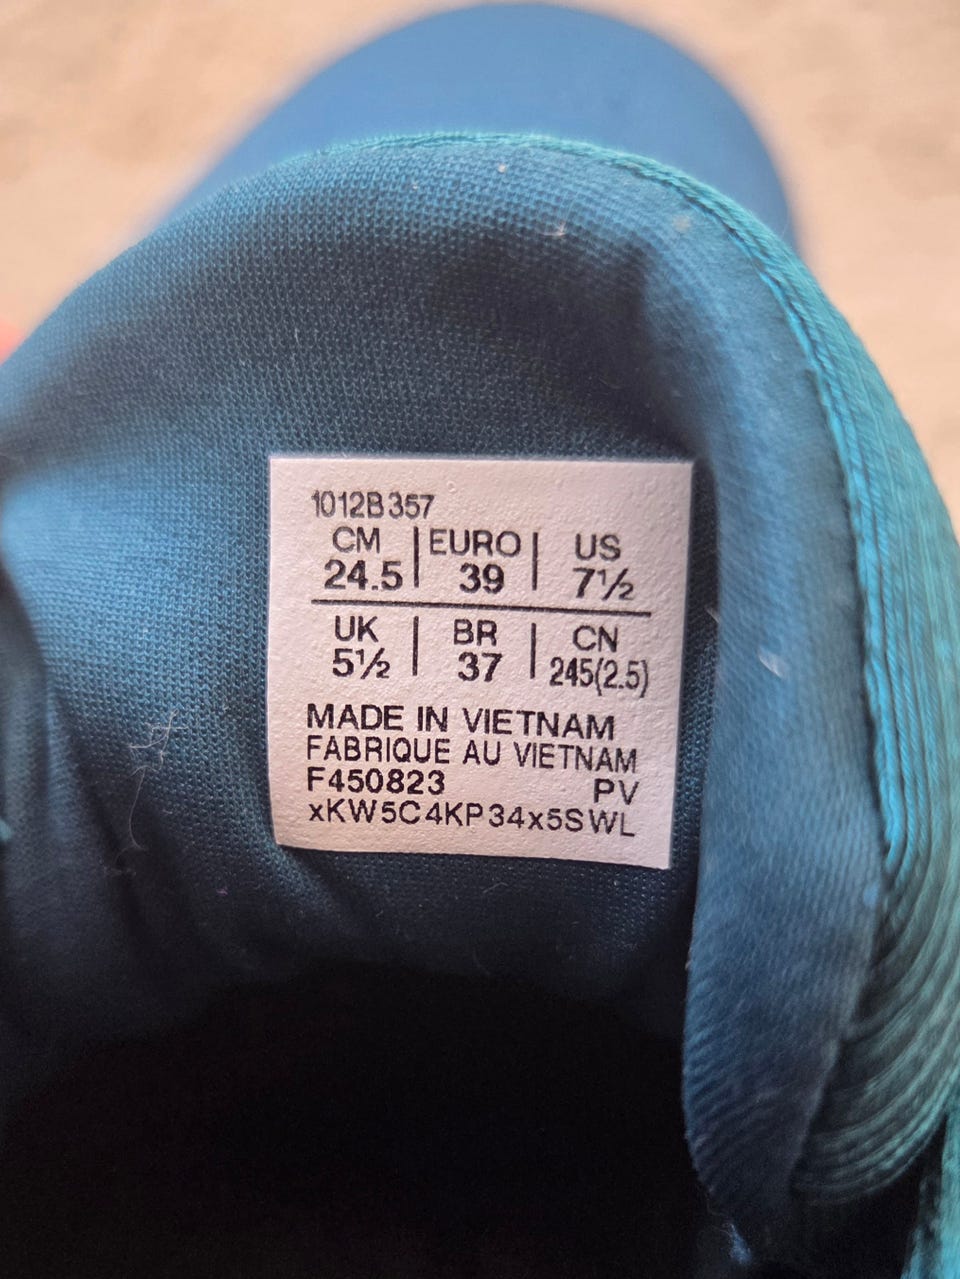 1012B357
CM | EURO | US
24.5 | 39 | 7½
UK | BR | CN
5½ | 37 | 245(2.5)
MADE IN VIETNAM
FABRIQUE AU VIETNAM
F450823 PV
xKW5C4KP34x5SWL